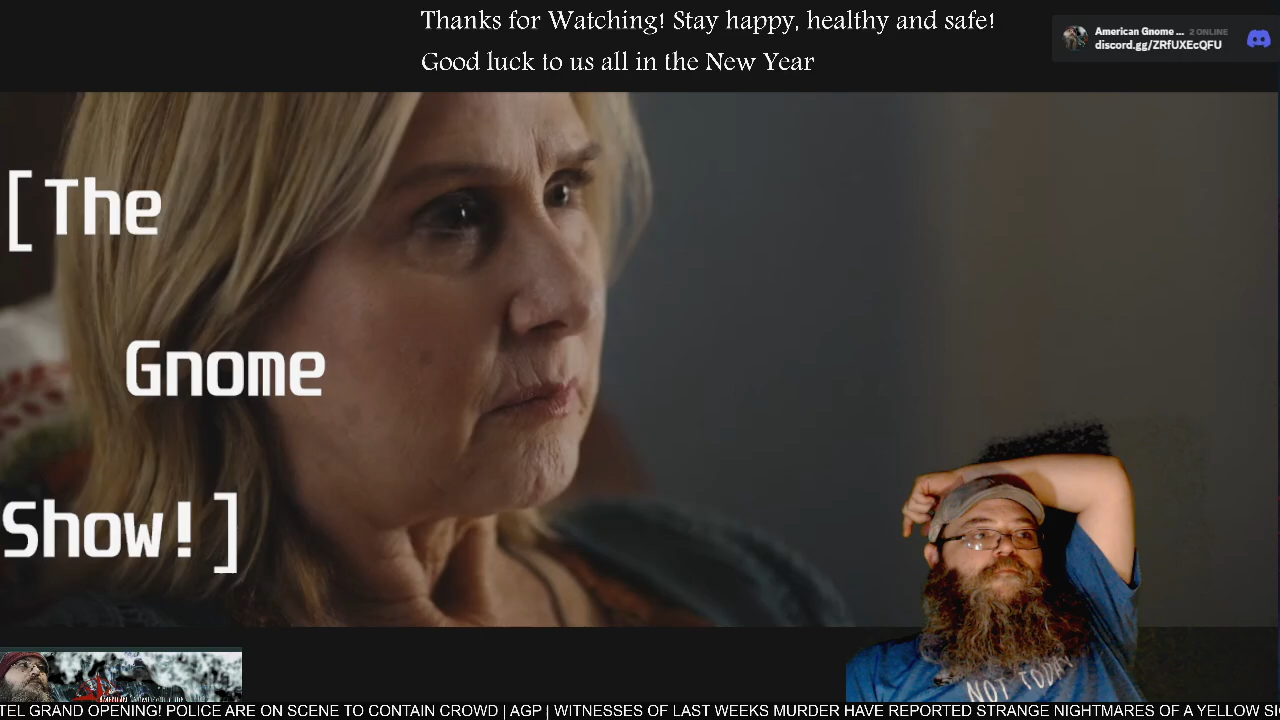 Thanks for Watching! Stay happy, healthy and safe!
Good luck to us all in the New Year
American Gnome ... 2 ONLINE
discord.gg/ZRfUXEcQFU
[The
Gnome
Show!]
NOT TODAY
TEL GRAND OPENING! POLICE ARE ON SCENE TO CONTAIN CROWD | AGP | WITNESSES OF LAST WEEKS MURDER HAVE REPORTED STRANGE NIGHTMARES OF A YELLOW SI